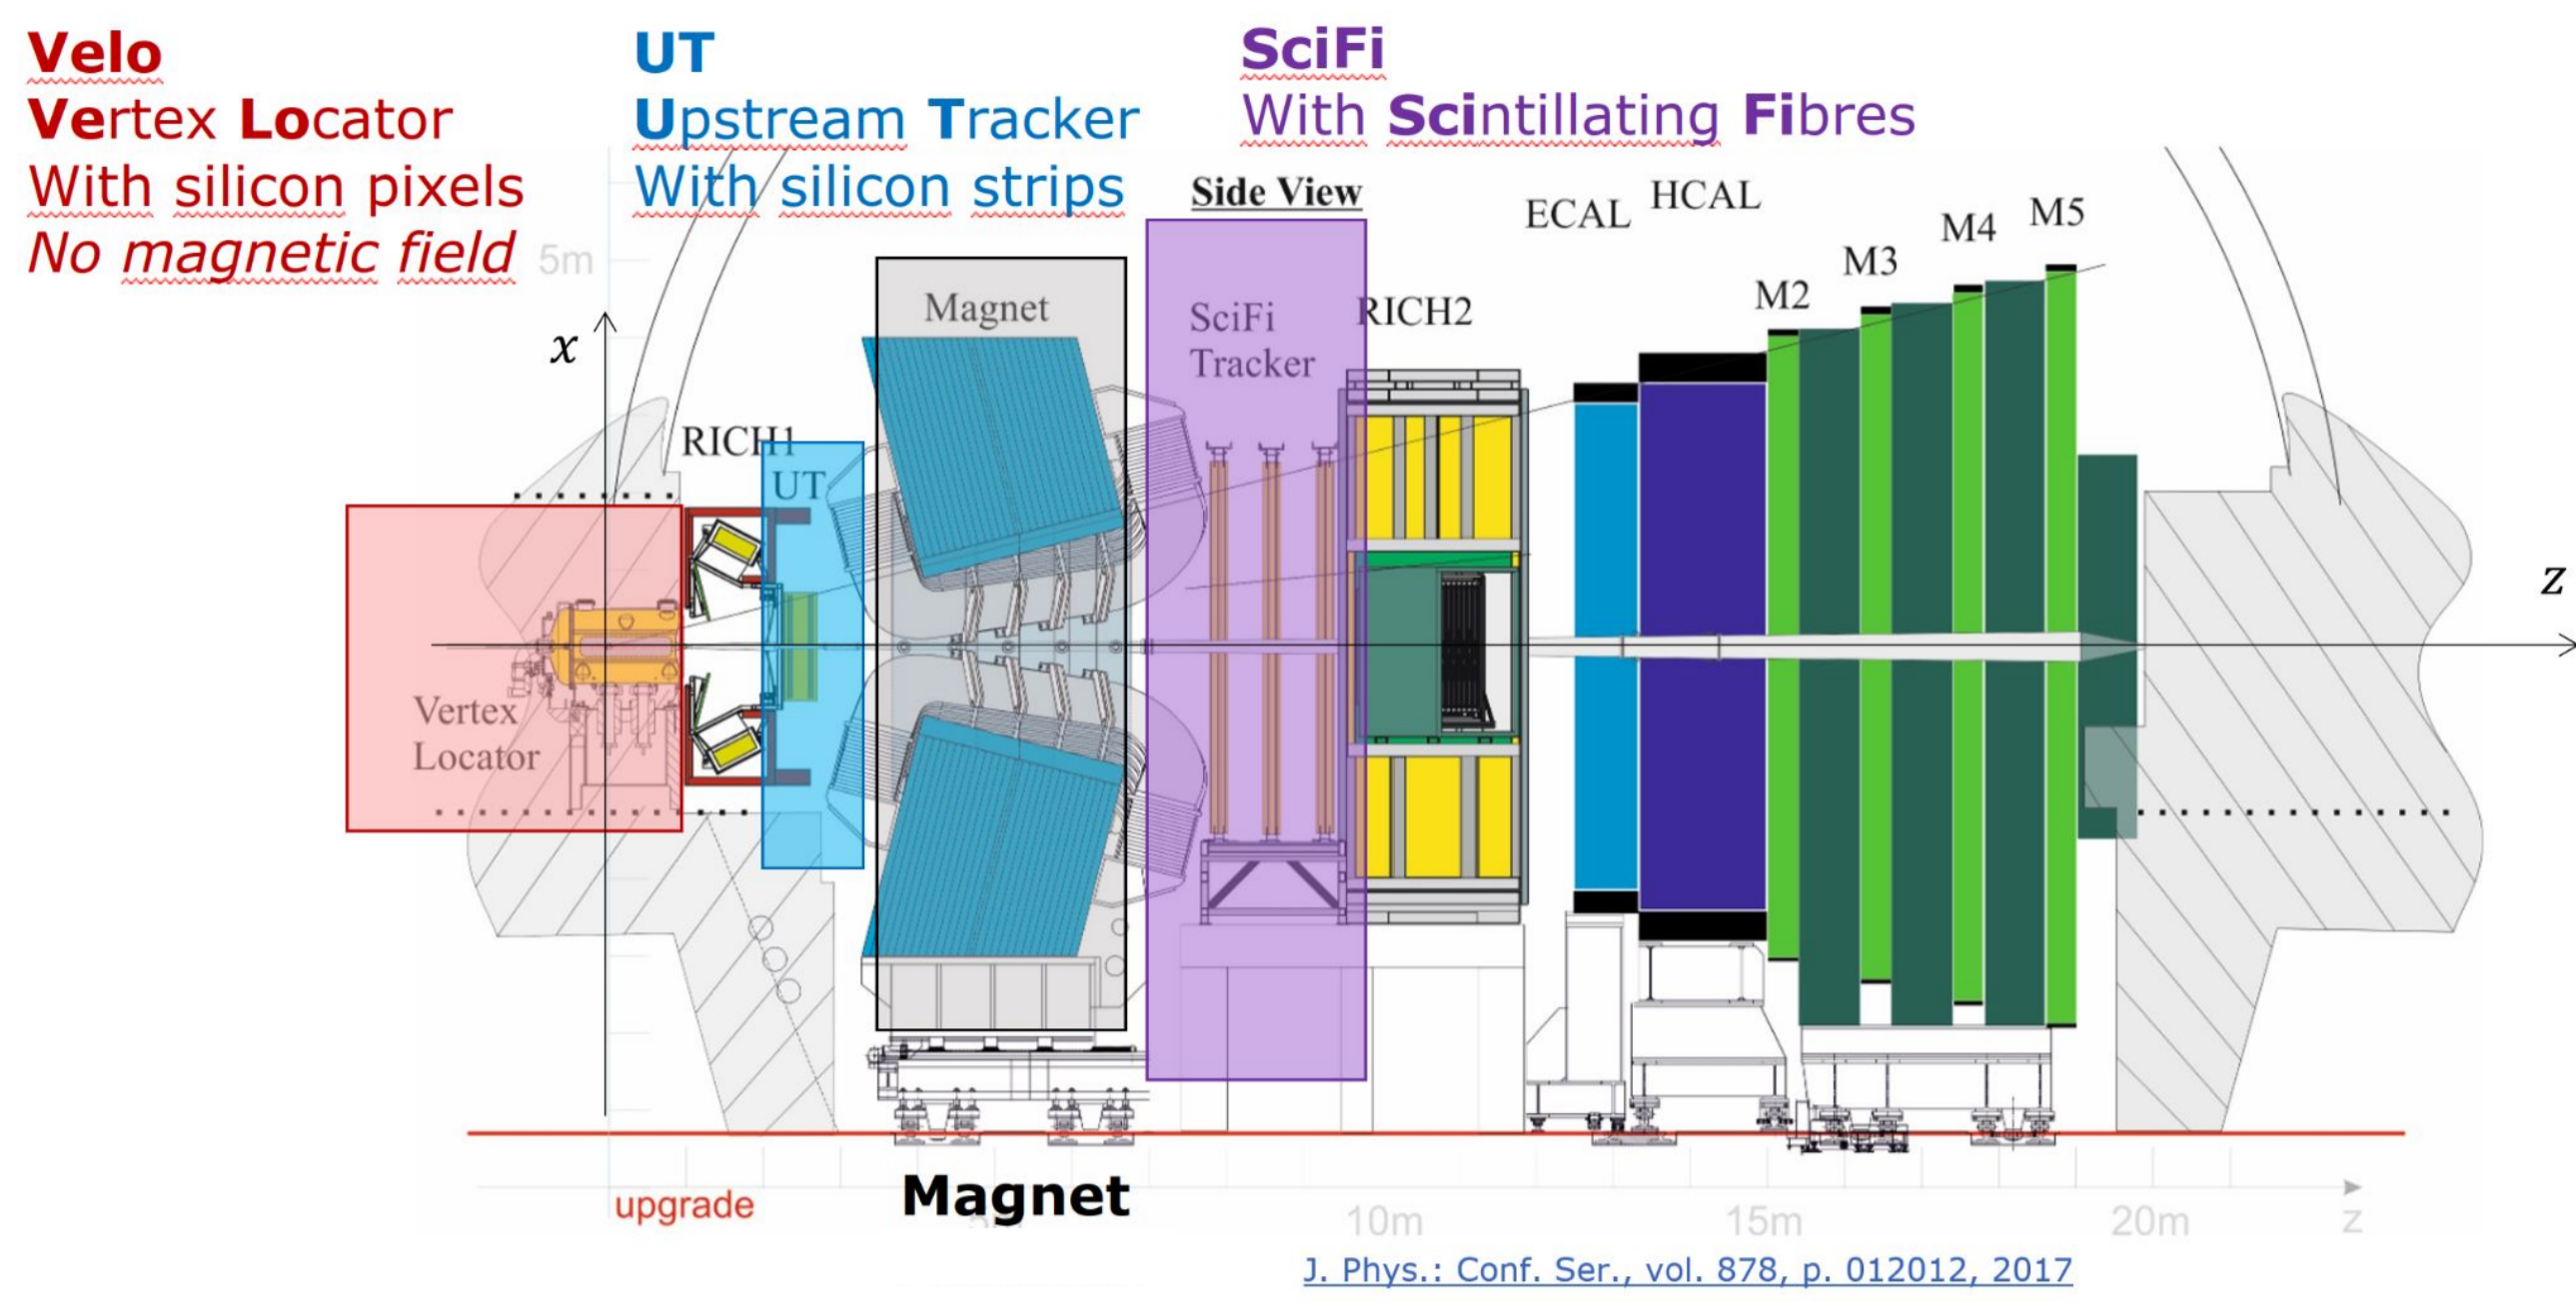 Velo
Vertex Locator
With silicon pixels
No magnetic field
UT
Upstream Tracker
With silicon strips
SciFi
With Scintillating Fibres
Side View
ECAL
HCAL
M2
M3
M4
M5
5m
x
Magnet
SciFi
Tracker
RICH2
RICH1
UT
z
Vertex
Locator
Magnet
upgrade
10m
15m
20m
z
J. Phys.: Conf. Ser., vol. 878, p. 012012, 2017